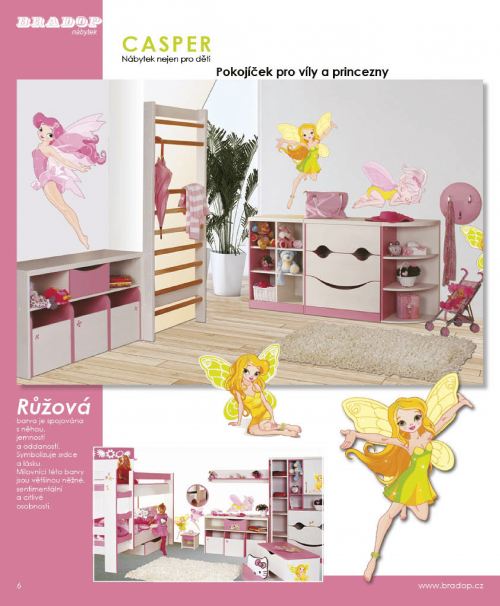 BRADOP
nábytek
CASPER
Nábytek nejen pro děti
Pokojíček pro víly a princezny
Růžová
barva je spojována
s něhou,
jemností
a oddaností.
Symbolizuje srdce
a lásku
Milovníci této barvy
jsou většinou něžné,
sentimentální
a citlivé
osobnosti.
6
www.bradop.cz